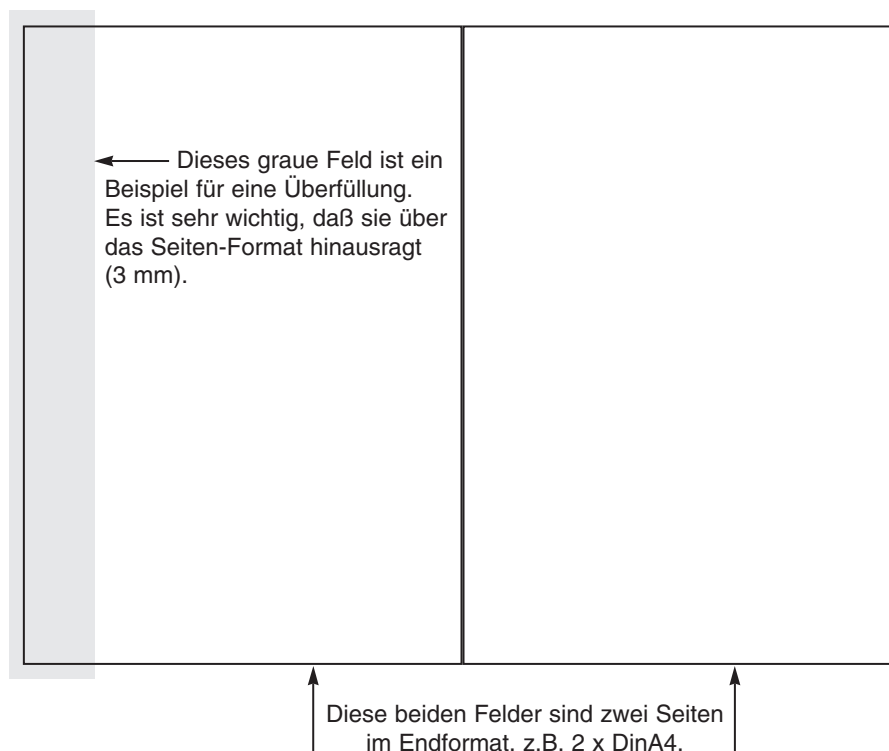 Dieses graue Feld ist ein
Beispiel für eine Überfüllung.
Es ist sehr wichtig, daß sie über
das Seiten-Format hinausragt
(3 mm).
Diese beiden Felder sind zwei Seiten
im Endformat, z.B. 2 x DinA4.